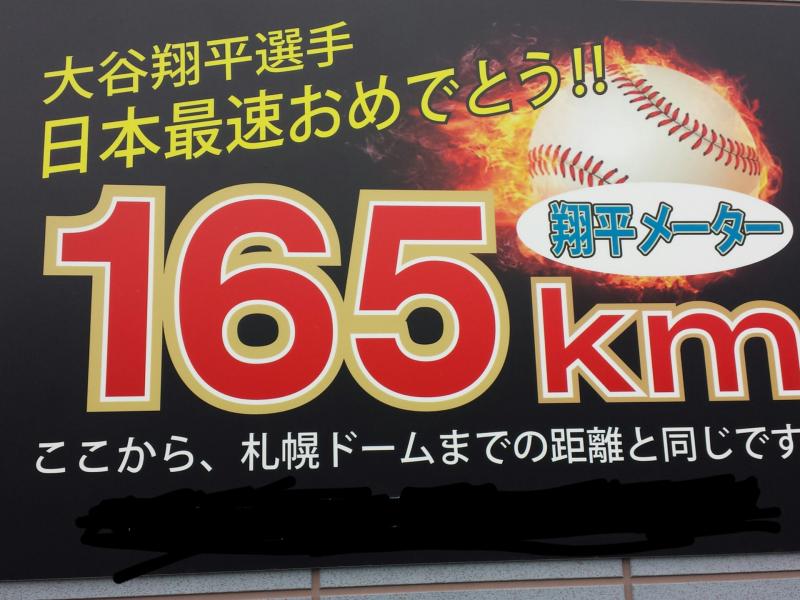 大谷翔平選手
日本最速おめでとう!!
翔平メーター
165km
ここから、札幌ドームまでの距離と同じです